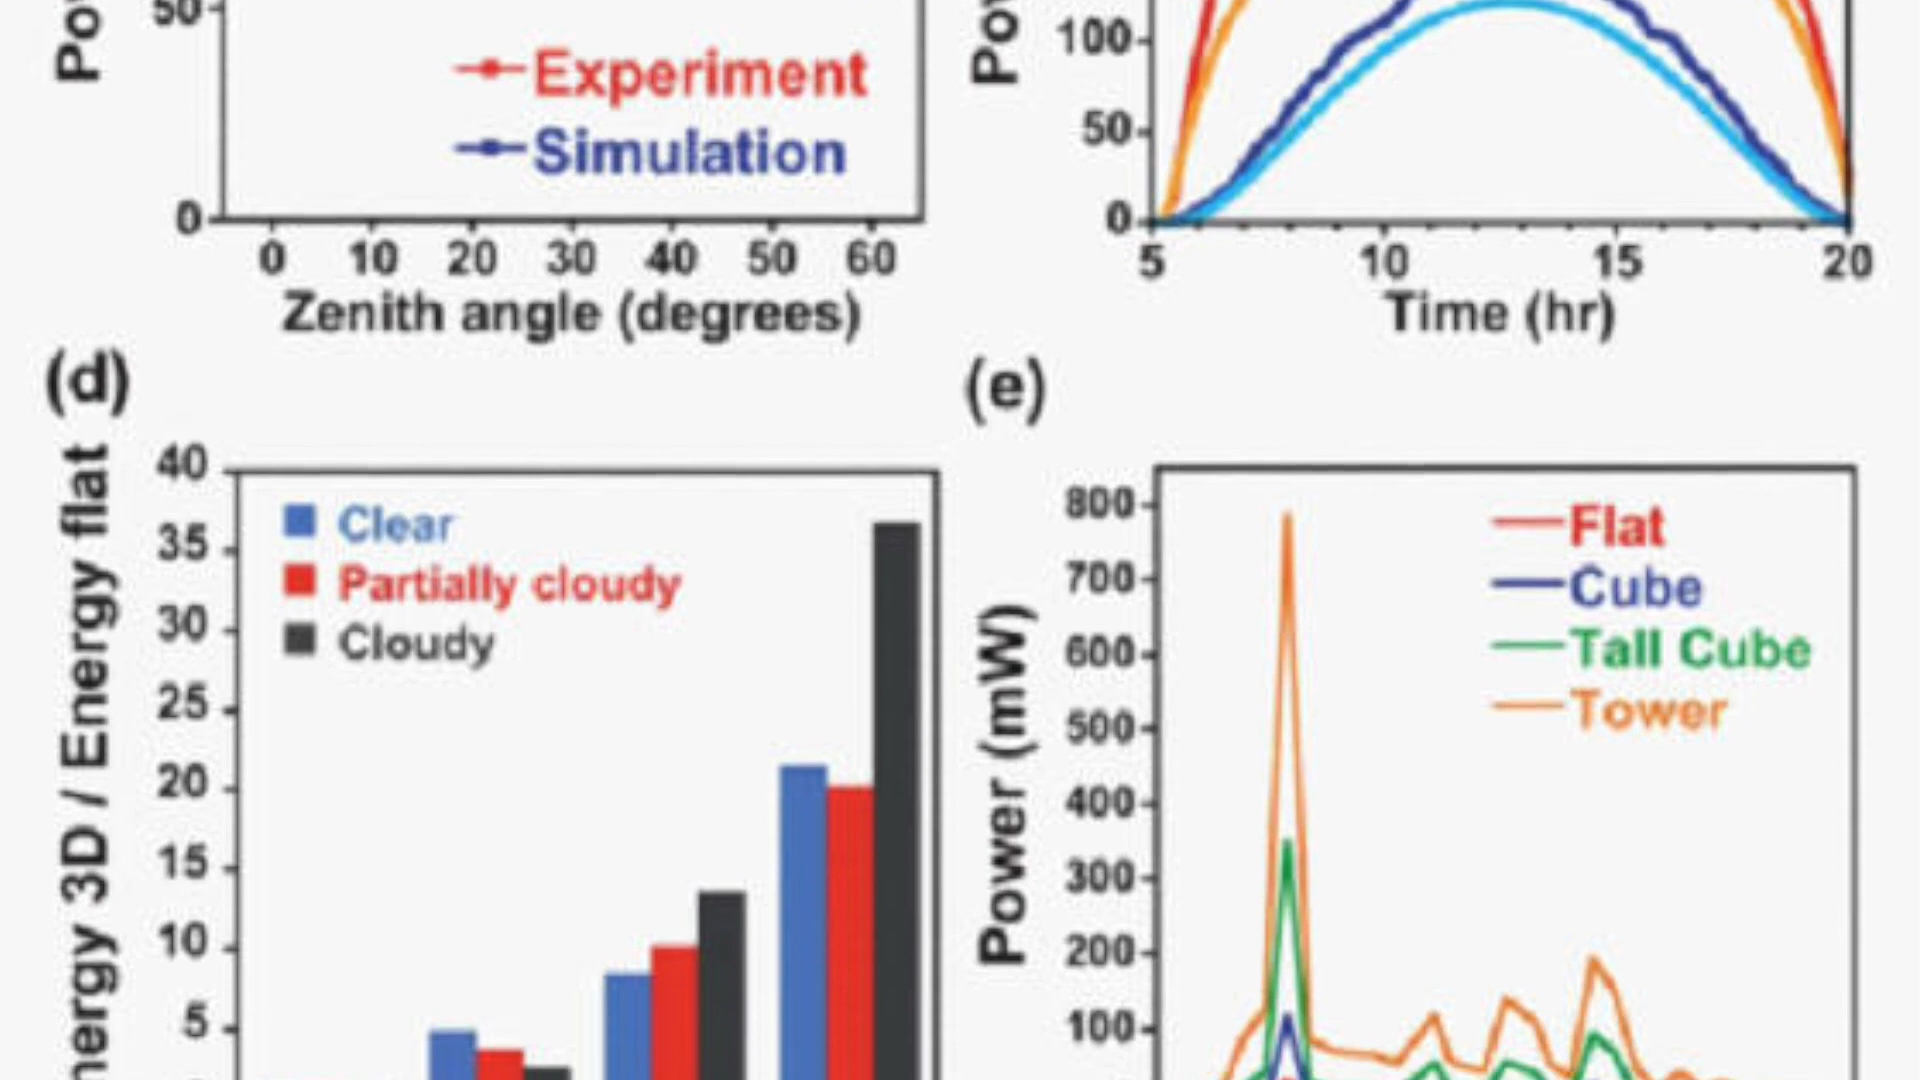 50
Experiment
Simulation
0
0 10 20 30 40 50 60
Zenith angle (degrees)
100
50
0
5 10 15 20
Time (hr)
(d)
Energy flat
3D /
40
35
30
25
20
15
10
5
Clear
Partially cloudy
Cloudy
(e)
Power (mW)
800
700
600
500
400
300
200
100
Flat
Cube
Tall Cube
Tower